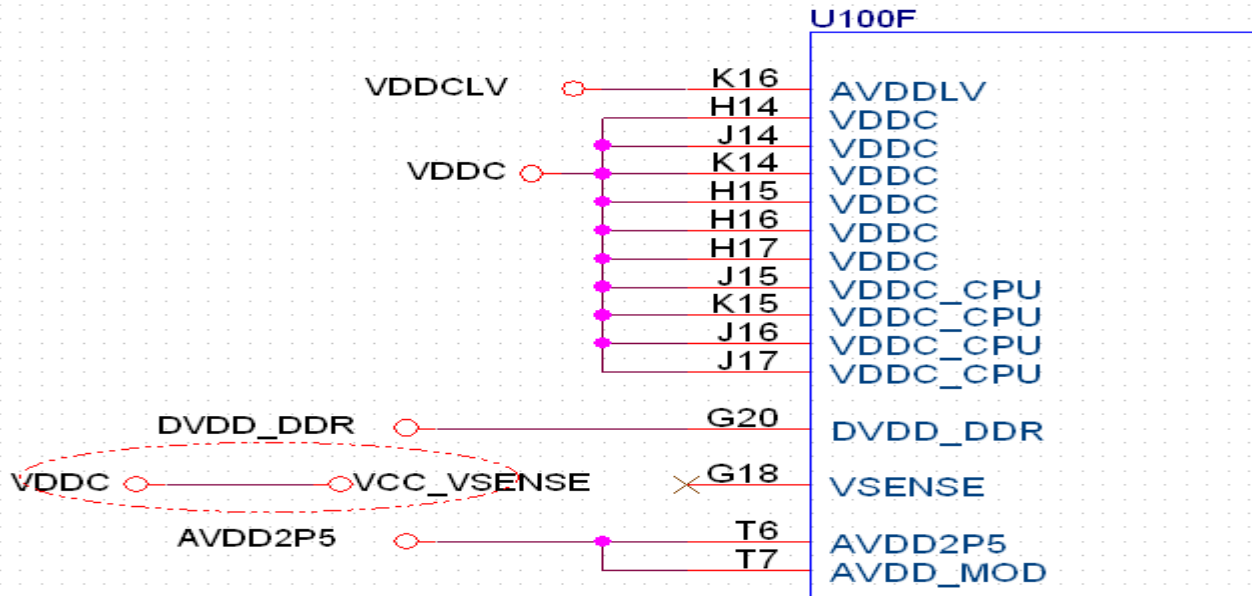 U100F
VDDCLV K16 AVDDLV
H14 VDDC
J14 VDDC
VDDC K14 VDDC
H15 VDDC
H16 VDDC
H17 VDDC
J15 VDDC_CPU
K15 VDDC_CPU
J16 VDDC_CPU
J17 VDDC_CPU
DVDD_DDR G20 DVDD_DDR
VDDC VCC_VSENSE G18 VSENSE
AVDD2P5 T6 AVDD2P5
T7 AVDD_MOD